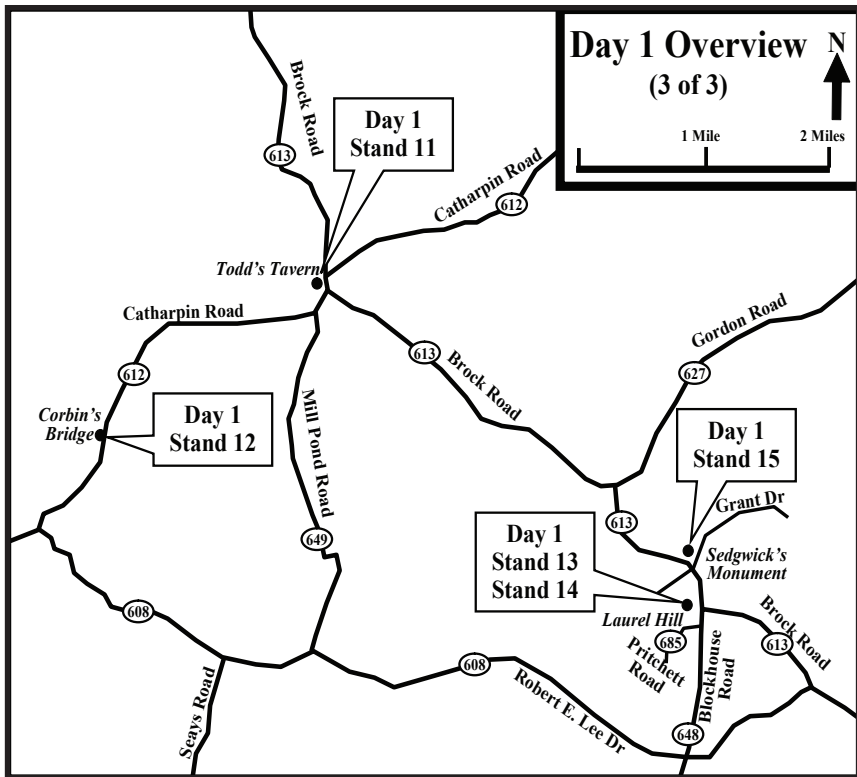 Day 1 Overview
(3 of 3)
N
1 Mile
2 Miles
Brock Road
613
Day 1
Stand 11
Catharpin Road
612
Todd's Tavern
Catharpin Road
612
613
Brock Road
Gordon Road
627
Mill Pond Road
649
Corbin's
Bridge
Day 1
Stand 12
Day 1
Stand 15
Grant Dr
613
Day 1
Stand 13
Stand 14
Sedgwick's
Monument
Laurel Hill
685
Pritchett
Road
Blockhouse
Road
Brock Road
613
608
Seays Road
608
Robert E. Lee Dr
648